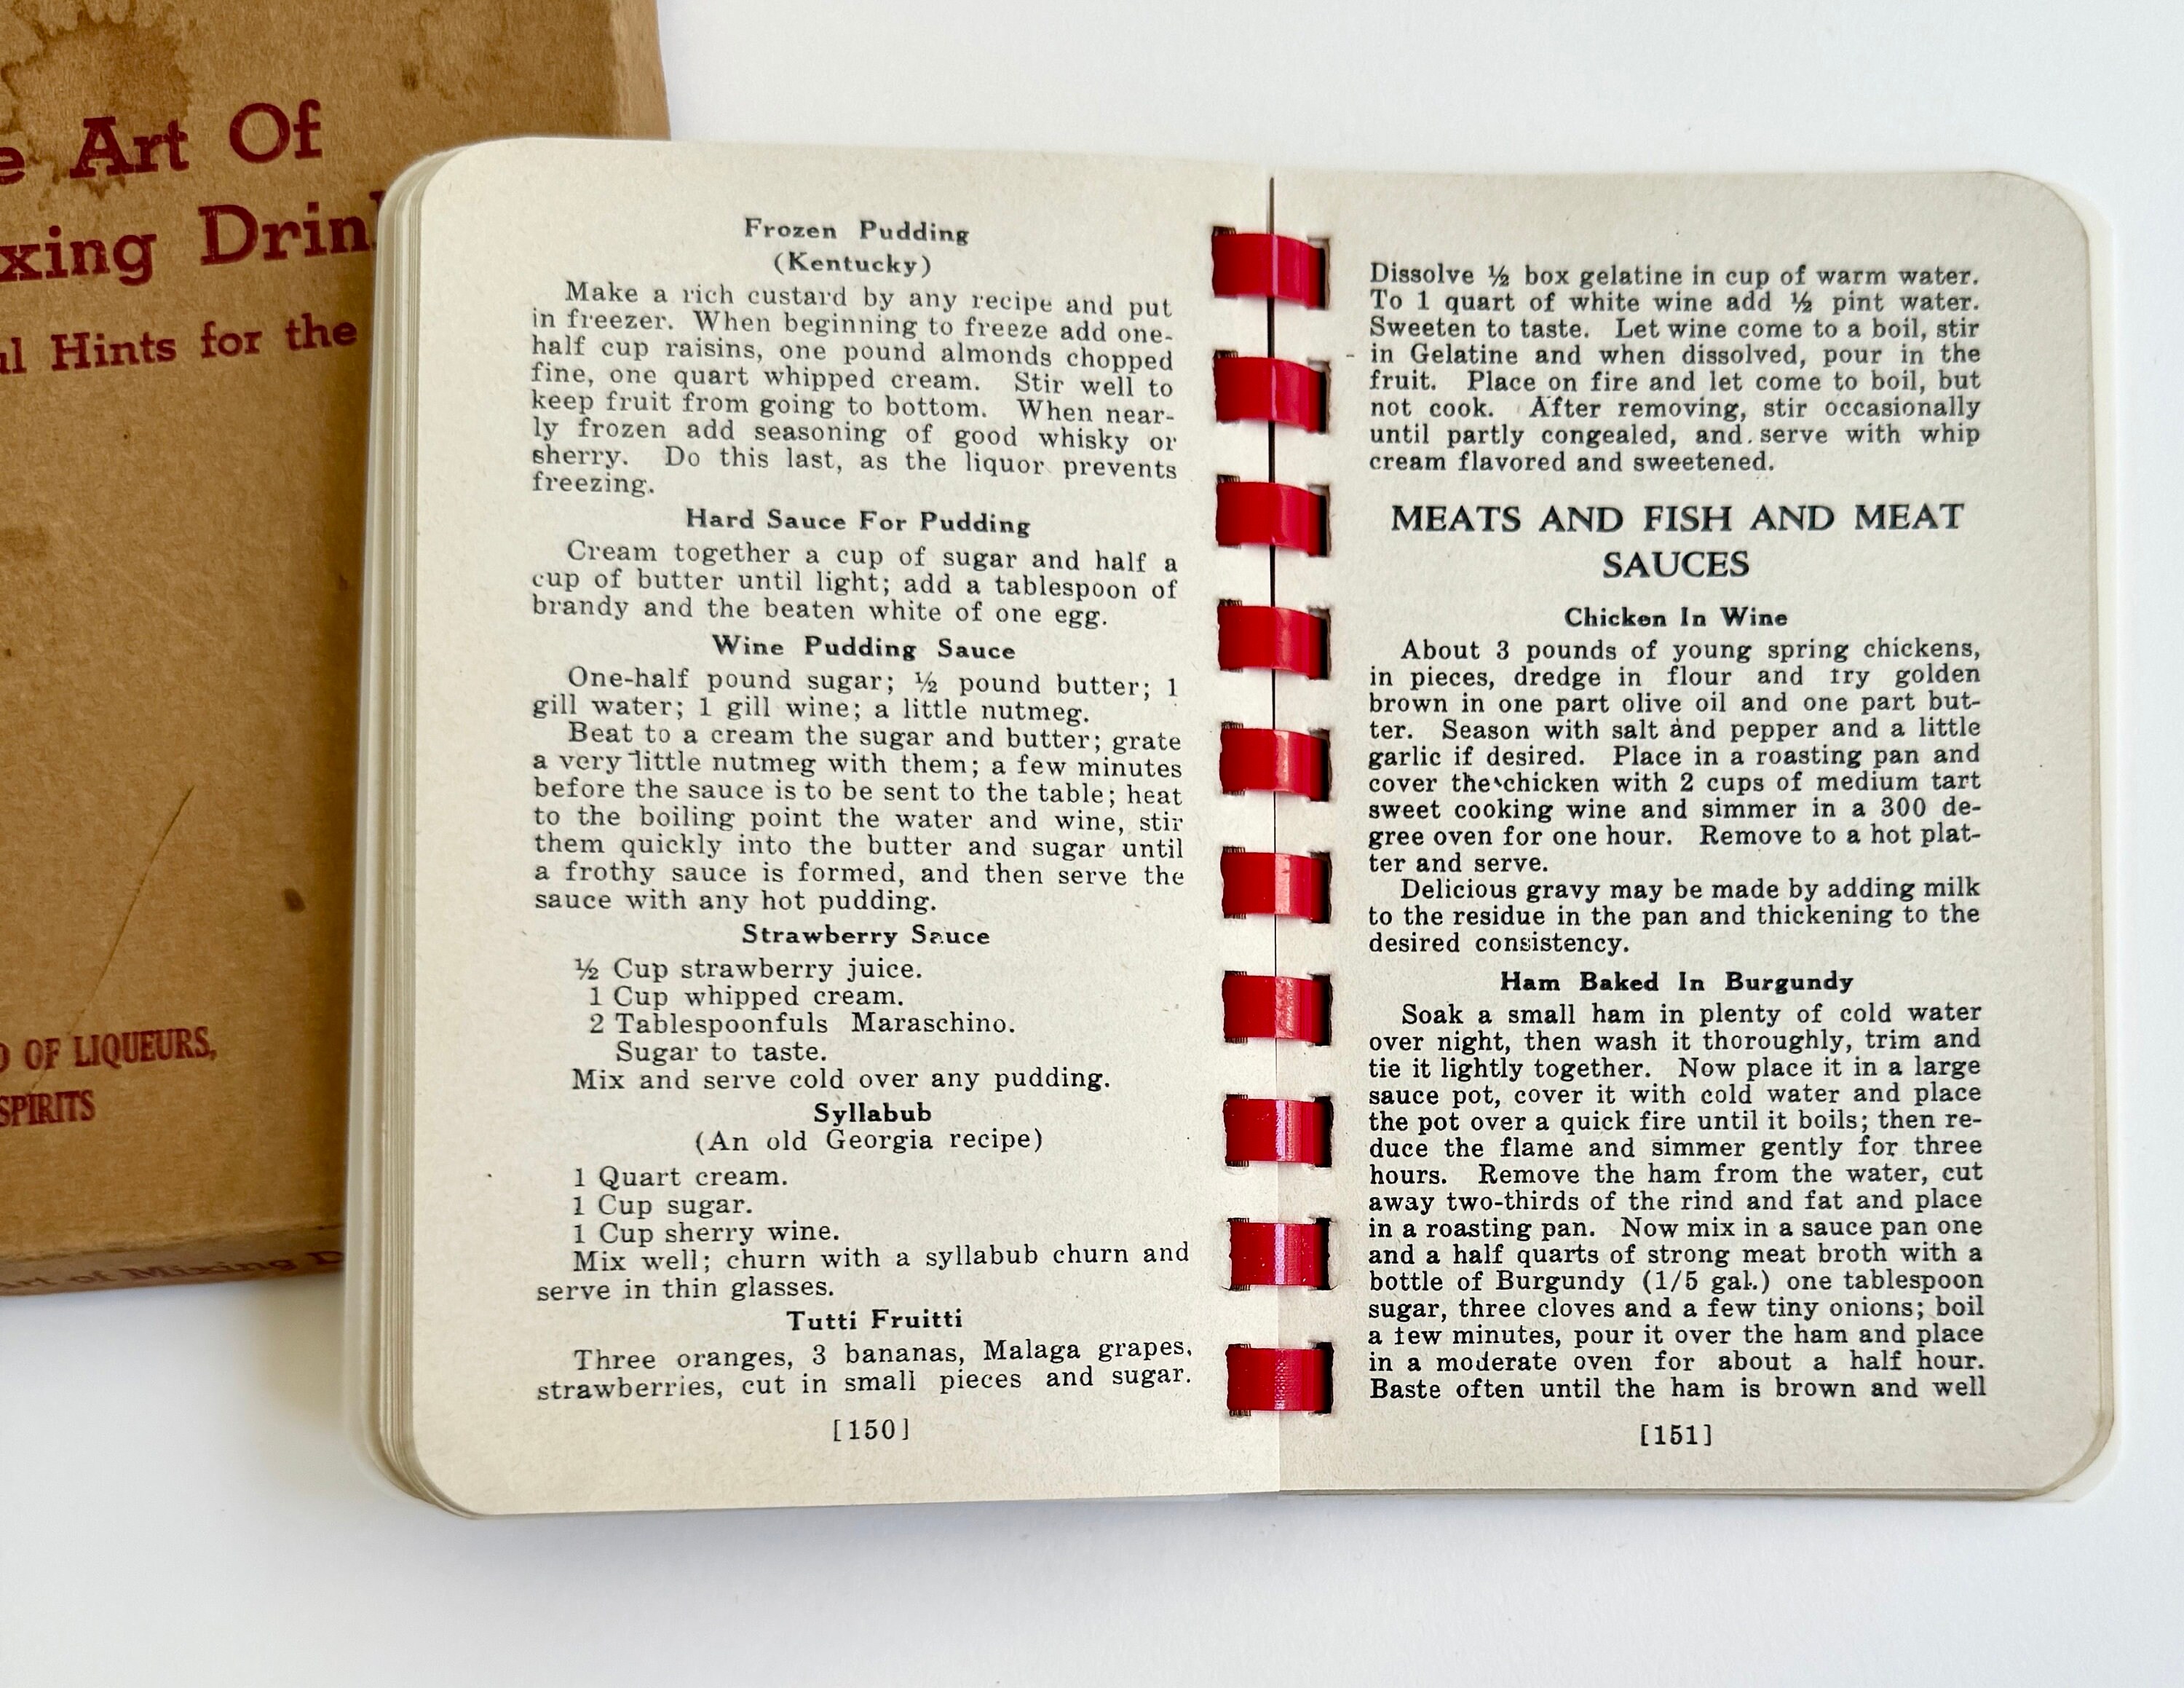 Art Of
Hints for the
OF LIQUEURS,
SPIRITS
of Mixing
Frozen Pudding
(Kentucky)
Make a rich custard by any recipe and put
in freezer. When beginning to freeze add one-
half cup raisins, one pound almonds chopped
fine, one quart whipped cream. Stir well to
keep fruit from going to bottom. When near-
ly frozen add seasoning of good whisky or
sherry. Do this last, as the liquor prevents
freezing.
Hard Sauce For Pudding
Cream together a cup of sugar and half a
cup of butter until light; add a tablespoon of
brandy and the beaten white of one egg.
Wine Pudding Sauce
One-half pound sugar; ½ pound butter; 1
gill water; 1 gill wine; a little nutmeg.
Beat to a cream the sugar and butter; grate
a very little nutmeg with them; a few minutes
before the sauce is to be sent to the table; heat
to the boiling point the water and wine, stir
them quickly into the butter and sugar until
a frothy sauce is formed, and then serve the
sauce with any hot pudding.
Strawberry Sauce
½ Cup strawberry juice.
1 Cup whipped cream.
2 Tablespoonfuls Maraschino.
Sugar to taste.
Mix and serve cold over any pudding.
Syllabub
(An old Georgia recipe)
1 Quart cream.
1 Cup sugar.
1 Cup sherry wine.
Mix well; churn with a syllabub churn and
serve in thin glasses.
Tutti Fruitti
Three oranges, 3 bananas, Malaga grapes,
strawberries, cut in small pieces and sugar.
[150]
Dissolve ½ box gelatine in cup of warm water.
To 1 quart of white wine add ½ pint water.
Sweeten to taste. Let wine come to a boil, stir
in Gelatine and when dissolved, pour in the
fruit. Place on fire and let come to boil, but
not cook. After removing, stir occasionally
until partly congealed, and serve with whip
cream flavored and sweetened.
MEATS AND FISH AND MEAT
SAUCES
Chicken In Wine
About 3 pounds of young spring chickens,
in pieces, dredge in flour and fry golden
brown in one part olive oil and one part but-
ter. Season with salt and pepper and a little
garlic if desired. Place in a roasting pan and
cover the chicken with 2 cups of medium tart
sweet cooking wine and simmer in a 300 de-
gree oven for one hour. Remove to a hot plat-
ter and serve.
Delicious gravy may be made by adding milk
to the residue in the pan and thickening to the
desired consistency.
Ham Baked In Burgundy
Soak a small ham in plenty of cold water
over night, then wash it thoroughly, trim and
tie it lightly together. Now place it in a large
sauce pot, cover it with cold water and place
the pot over a quick fire until it boils; then re-
duce the flame and simmer gently for three
hours. Remove the ham from the water, cut
away two-thirds of the rind and fat and place
in a roasting pan. Now mix in a sauce pan one
and a half quarts of strong meat broth with a
bottle of Burgundy (1/5 gal.) one tablespoon
sugar, three cloves and a few tiny onions; boil
a few minutes, pour it over the ham and place
in a moderate oven for about a half hour.
Baste often until the ham is brown and well
[151]